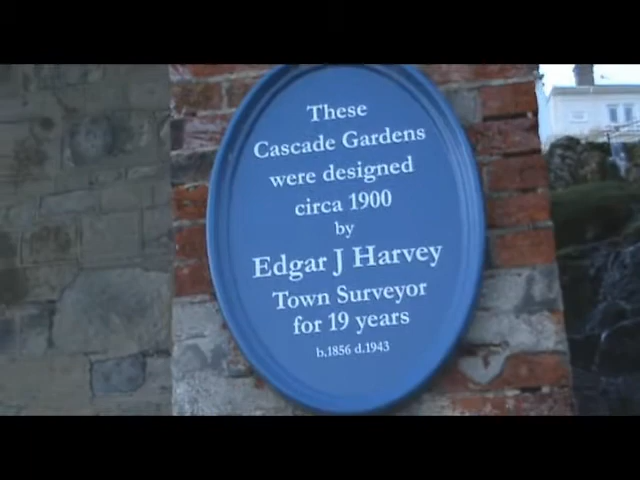 These
Cascade Gardens
were designed
circa 1900
by
Edgar J Harvey
Town Surveyor
for 19 years
b.1856 d.1943